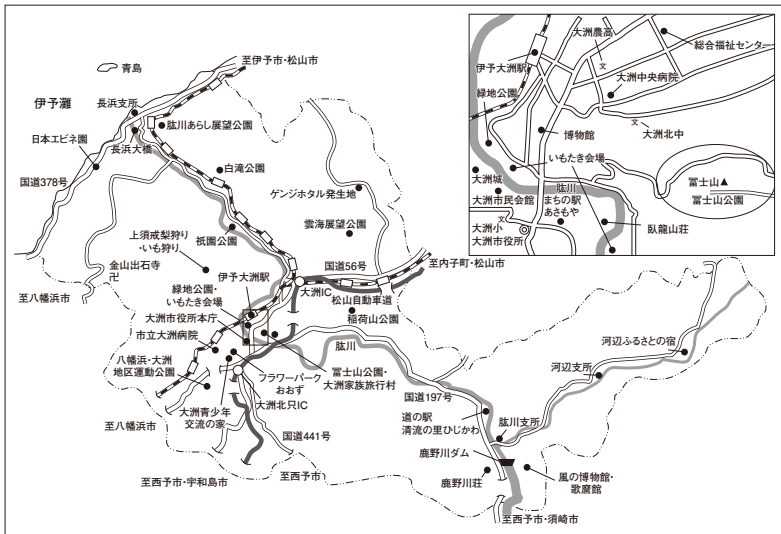 至伊予市・松山市
青島
伊予灘
長浜支所
肱川あらし展望公園
日本エビネ園
長浜大橋
白滝公園
国道378号
ゲンジホタル発生地
上須戒梨狩り
・いも狩り
祇園公園
雲海展望公園
金山出石寺
卍
国道56号
至内子町・松山市
至八幡浜市
伊予大洲駅
大洲IC
松山自動車道
緑地公園・
いもたき会場
稲荷山公園
大洲市役所本庁
市立大洲病院
肱川
河辺ふるさとの宿
八幡浜・大洲
地区運動公園
フラワーパーク
おおず
冨士山公園・
大洲家族旅行村
河辺支所
国道197号
大洲北只IC
大洲青少年
交流の家
道の駅
清流の里ひじかわ
肱川支所
至八幡浜市
国道441号
鹿野川ダム
至西予市・宇和島市
至西予市
鹿野川荘
風の博物館・
歌麿館
至西予市・須崎市
大洲農高
文
総合福祉センター
伊予大洲駅
大洲中央病院
緑地公園
文
大洲北中
博物館
いもたき会場
大洲城
大洲市民会館
肱川
まちの駅
あさもや
冨士山▲
冨士山公園
文
大洲小
大洲市役所
◎
臥龍山荘